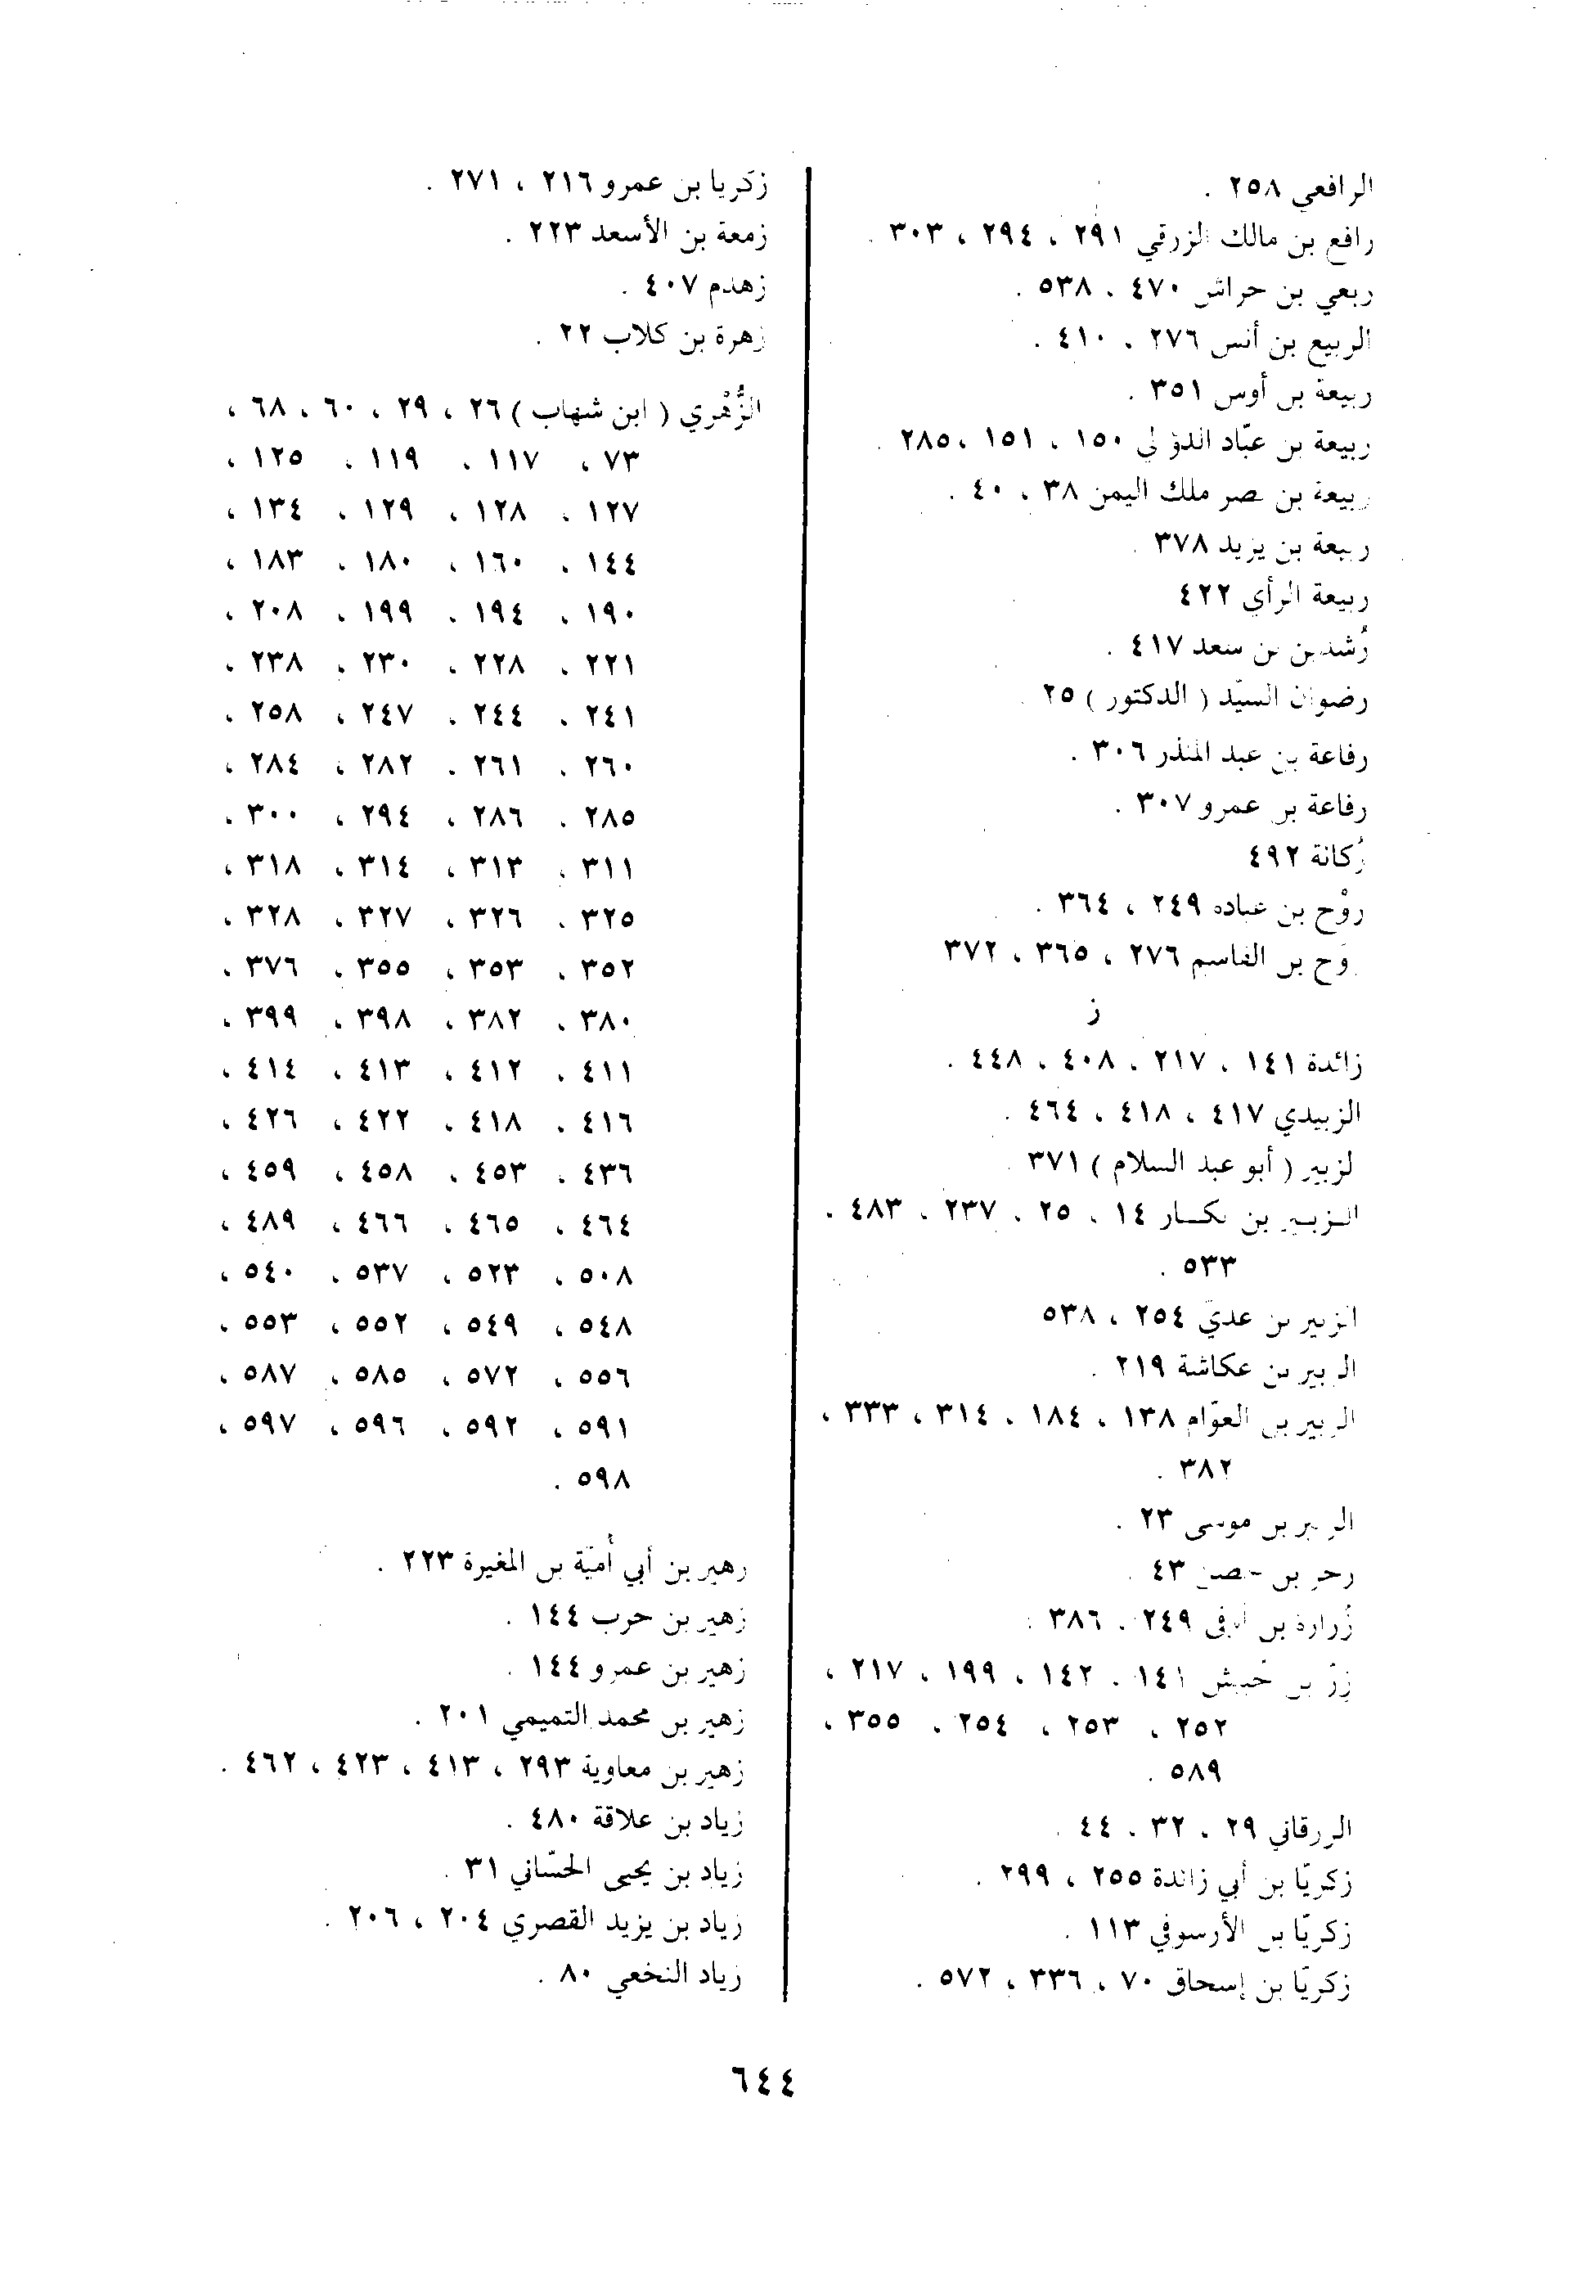 الرافعي ٢٥٨ .
رافع بن مالك الزرقي ٢٩١ ، ٢٩٤ ، ٣٠٣ .
ربعي بن حراش ٤٧٠ ، ٥٣٨ .
الربيع بن أنس ٢٧٦ ، ٤١٠ .
ربيعة بن أوس ٣٥١ .
ربيعة بن عبّاد الدؤلي ١٥٠ ، ١٥١ ، ٢٨٥ .
ربيعة بن نصر ملك اليمن ٣٨ ، ٤٠ .
ربيعة بن يزيد ٣٧٨ .
ربيعة الرأي ٤٢٢
رُشدين بن سعد ٤١٧ .
رضوان السيّد ( الدكتور ) ٢٥ .
رفاعة بن عبد المنذر ٣٠٦ .
رفاعة بن عمرو ٣٠٧ .
رُكانة ٤٩٢
روْح بن عبادة ٢٤٩ ، ٣٦٤ .
روَح بن القاسم ٢٧٦ ، ٣٦٥ ، ٣٧٢
ز
زائدة ١٤١ ، ٢١٧ ، ٤٠٨ ، ٤٤٨ .
الزبيدي ٤١٧ ، ٤١٨ ، ٤٦٤ .
الزبير ( أبو عبد السلام ) ٣٧١ .
الزبير بن بكار ١٤ ، ٢٥ ، ٢٣٧ ، ٤٨٣ .
٥٣٣ .
الزبير بن عديّ ٢٥٤ ، ٥٣٨
الزبير بن عكاشة ٢١٩ .
الزبير بن العوّام ١٣٨ ، ١٨٤ ، ٣١٤ ، ٣٣٣ ،
٣٨٢ .
الزبير بن موسى ٢٣ .
زحر بن حصن ٤٣ .
زُرارة بن أوفى ٢٤٩ ، ٣٨٦ .
زِرّ بن حُبيش ١٤١ ، ١٤٢ ، ١٩٩ ، ٢١٧ ،
٢٥٢ ، ٢٥٣ ، ٢٥٤ ، ٣٥٥ ،
٥٨٩ .
الزرقاني ٢٩ ، ٣٢ ، ٤٤ .
زكريّا بن أبي زائدة ٢٥٥ ، ٢٩٩ .
زكريّا بن الأرسوفي ١١٣ .
زكريّا بن إسحاق ٧٠ ، ٣٣٦ ، ٥٧٢ .
زكريا بن عمرو ٢١٦ ، ٢٧١ .
زمعة بن الأسعد ٢٢٣ .
زهدم ٤٠٧ .
زهرة بن كلاب ٢٢ .
الزُّهْري ( ابن شهاب ) ٢٦ ، ٢٩ ، ٦٠ ، ٦٨ ،
٧٣ ، ١١٧ ، ١١٩ ، ١٢٥ ،
١٢٧ ، ١٢٨ ، ١٢٩ ، ١٣٤ ،
١٤٤ ، ١٦٠ ، ١٨٠ ، ١٨٣ ،
١٩٠ ، ١٩٤ ، ١٩٩ ، ٢٠٨ ،
٢٢١ ، ٢٢٨ ، ٢٣٠ ، ٢٣٨ ،
٢٤١ ، ٢٤٤ ، ٢٤٧ ، ٢٥٨ ،
٢٦٠ ، ٢٦١ ، ٢٨٢ ، ٢٨٤ ،
٢٨٥ ، ٢٨٦ ، ٢٩٤ ، ٣٠٠ ،
٣١١ ، ٣١٣ ، ٣١٤ ، ٣١٨ ،
٣٢٥ ، ٣٢٦ ، ٣٢٧ ، ٣٢٨ ،
٣٥٢ ، ٣٥٣ ، ٣٥٥ ، ٣٧٦ ،
٣٨٠ ، ٣٨٢ ، ٣٩٨ ، ٣٩٩ ،
٤١١ ، ٤١٢ ، ٤١٣ ، ٤١٤ ،
٤١٦ ، ٤١٨ ، ٤٢٢ ، ٤٢٦ ،
٤٣٦ ، ٤٥٣ ، ٤٥٨ ، ٤٥٩ ،
٤٦٤ ، ٤٦٥ ، ٤٦٦ ، ٤٨٩ ،
٥٠٨ ، ٥٢٣ ، ٥٣٧ ، ٥٤٠ ،
٥٤٨ ، ٥٤٩ ، ٥٥٢ ، ٥٥٣ ،
٥٥٦ ، ٥٧٢ ، ٥٨٥ ، ٥٨٧ ،
٥٩١ ، ٥٩٢ ، ٥٩٦ ، ٥٩٧ ،
٥٩٨ .
زهير بن أبي أُميّة بن المغيرة ٢٢٣ .
زهير بن حرب ١٤٤ .
زهير بن عمرو ١٤٤ .
زهير بن محمد التميمي ٢٠١ .
زهير بن معاوية ٢٩٣ ، ٤١٣ ، ٤٢٣ ، ٤٦٢ .
زياد بن علاقة ٤٨٠ .
زياد بن يحيى الحسّاني ٣١ .
زياد بن يزيد القصري ٢٠٤ ، ٢٠٦ .
زياد النخعي ٨٠ .
٦٤٤